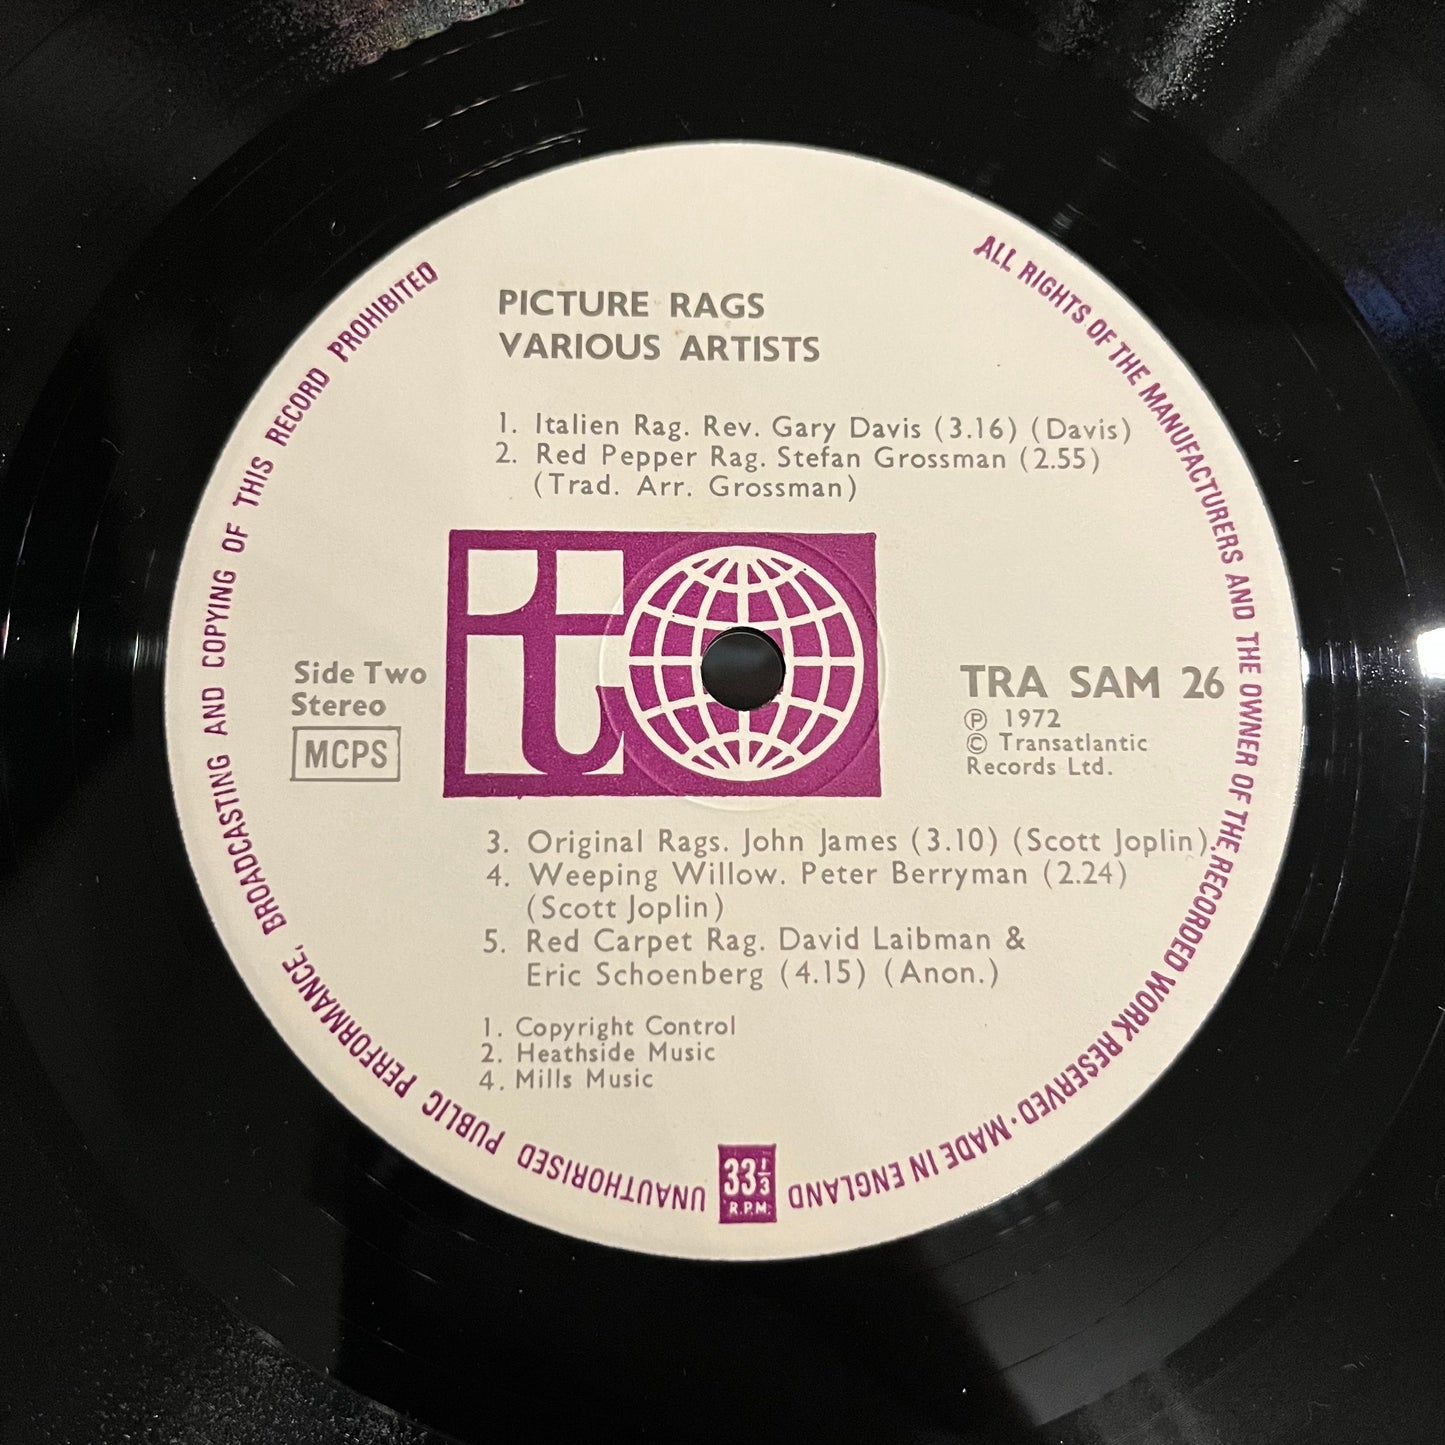 PICTURE RAGS
VARIOUS ARTISTS
1. Italien Rag. Rev. Gary Davis (3.16) (Davis)
2. Red Pepper Rag. Stefan Grossman (2.55)
(Trad. Arr. Grossman)
t
Side Two
Stereo
MCPS
TRA SAM 26
Ⓟ 1972
© Transatlantic
Records Ltd.
3. Original Rags. John James (3.10) (Scott Joplin).
4. Weeping Willow. Peter Berryman (2.24)
(Scott Joplin)
5. Red Carpet Rag. David Laibman &
Eric Schoenberg (4.15) (Anon.)
1. Copyright Control
2. Heathside Music
4. Mills Music
33⅓
R.P.M.
ALL RIGHTS OF THE MANUFACTURERS AND THE OWNER OF THE RECORDED WORK RESERVED · MADE IN ENGLAND
UNAUTHORISED PUBLIC PERFORMANCE, BROADCASTING AND COPYING OF THIS RECORD PROHIBITED